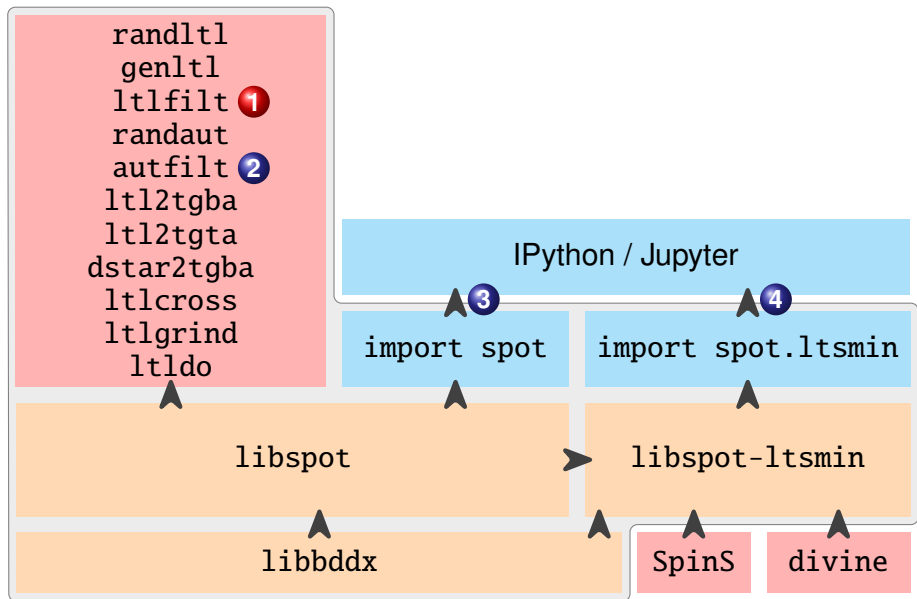 randltl
genltl
ltlfilt 1
randaut
autfilt 2
ltl2tgba
ltl2tgta
dstar2tgba
ltlcross
ltlgrind
ltldo
IPython / Jupyter
3
4
import spot
import spot.ltsmin
libspot
libspot-ltsmin
libbddx
SpinS
divine